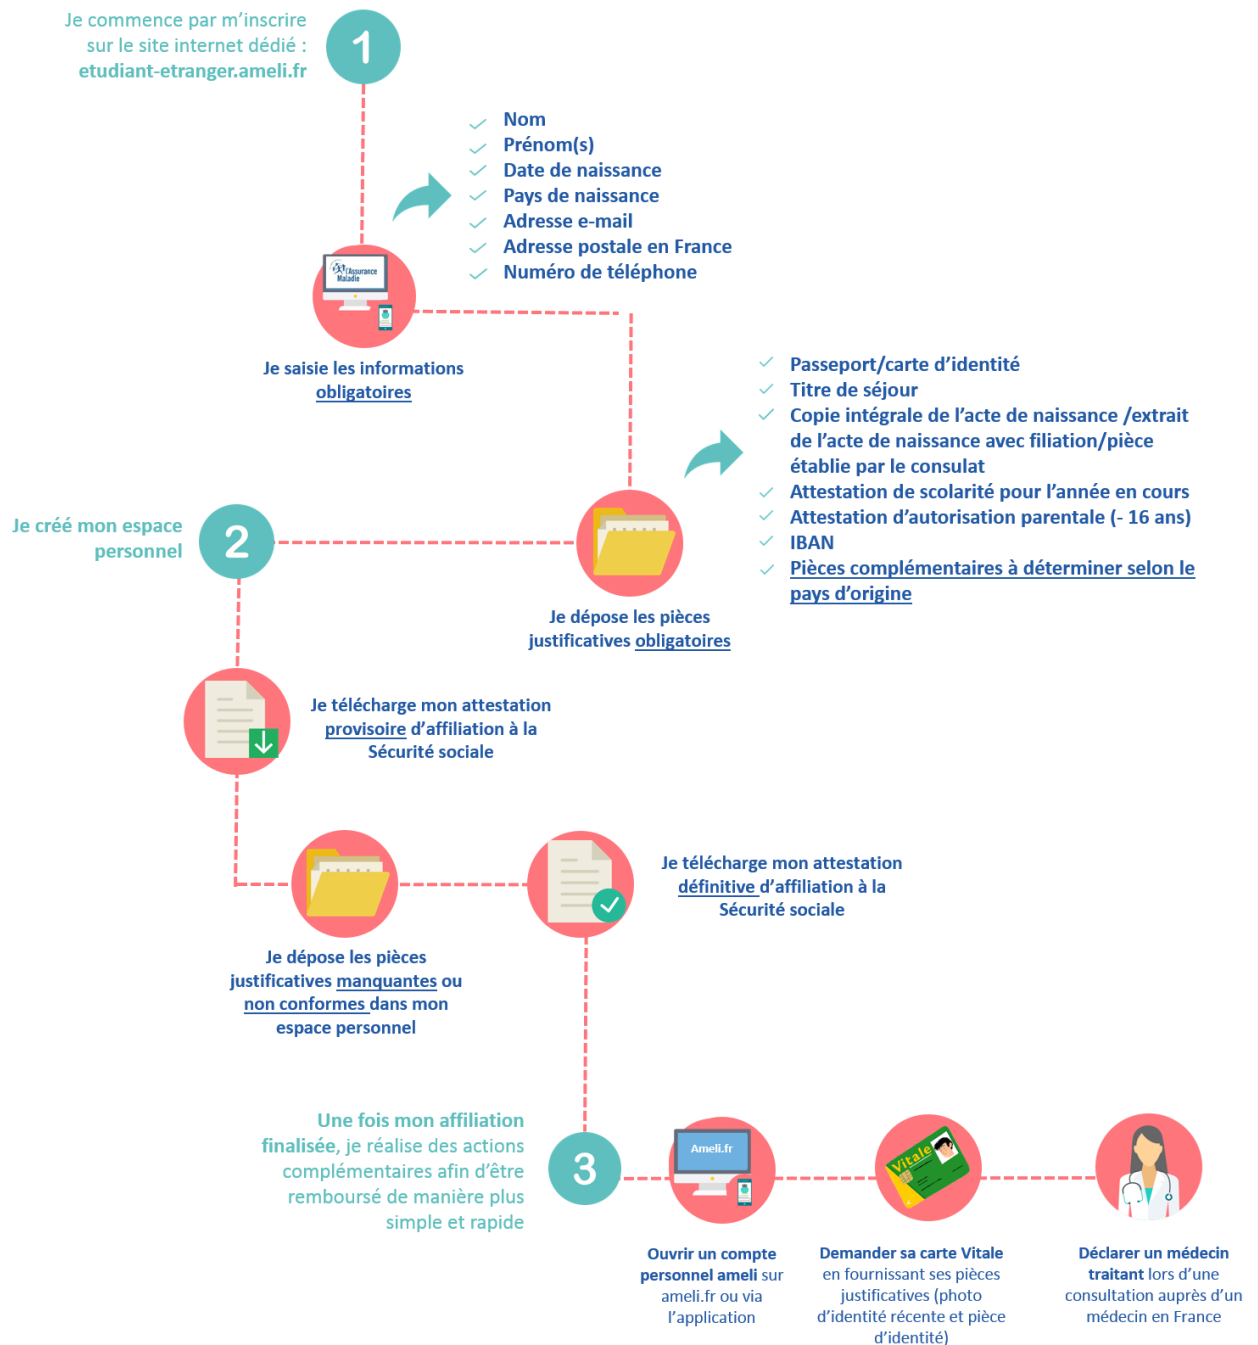 Je commence par m'inscrire
sur le site internet dédié :
etudiant-etranger.ameli.fr
1
Nom
Prénom(s)
Date de naissance
Pays de naissance
Adresse e-mail
Adresse postale en France
Numéro de téléphone
l'Assurance
Maladie
Je saisie les informations
obligatoires
Passeport/carte d'identité
Titre de séjour
Copie intégrale de l'acte de naissance /extrait
de l'acte de naissance avec filiation/pièce
établie par le consulat
Attestation de scolarité pour l'année en cours
Attestation d'autorisation parentale (- 16 ans)
IBAN
Pièces complémentaires à déterminer selon le
pays d'origine
Je dépose les pièces
justificatives obligatoires
Je créé mon espace
personnel
2
Je télécharge mon attestation
provisoire d'affiliation à la
Sécurité sociale
Je dépose les pièces
justificatives manquantes ou
non conformes dans mon
espace personnel
Je télécharge mon attestation
définitive d'affiliation à la
Sécurité sociale
Une fois mon affiliation
finalisée, je réalise des actions
complémentaires afin d'être
remboursé de manière plus
simple et rapide
3
Ameli.fr
Ouvrir un compte
personnel ameli sur
ameli.fr ou via
l'application
Vitale
Demander sa carte Vitale
en fournissant ses pièces
justificatives (photo
d'identité récente et pièce
d'identité)
Déclarer un médecin
traitant lors d'une
consultation auprès d'un
médecin en France